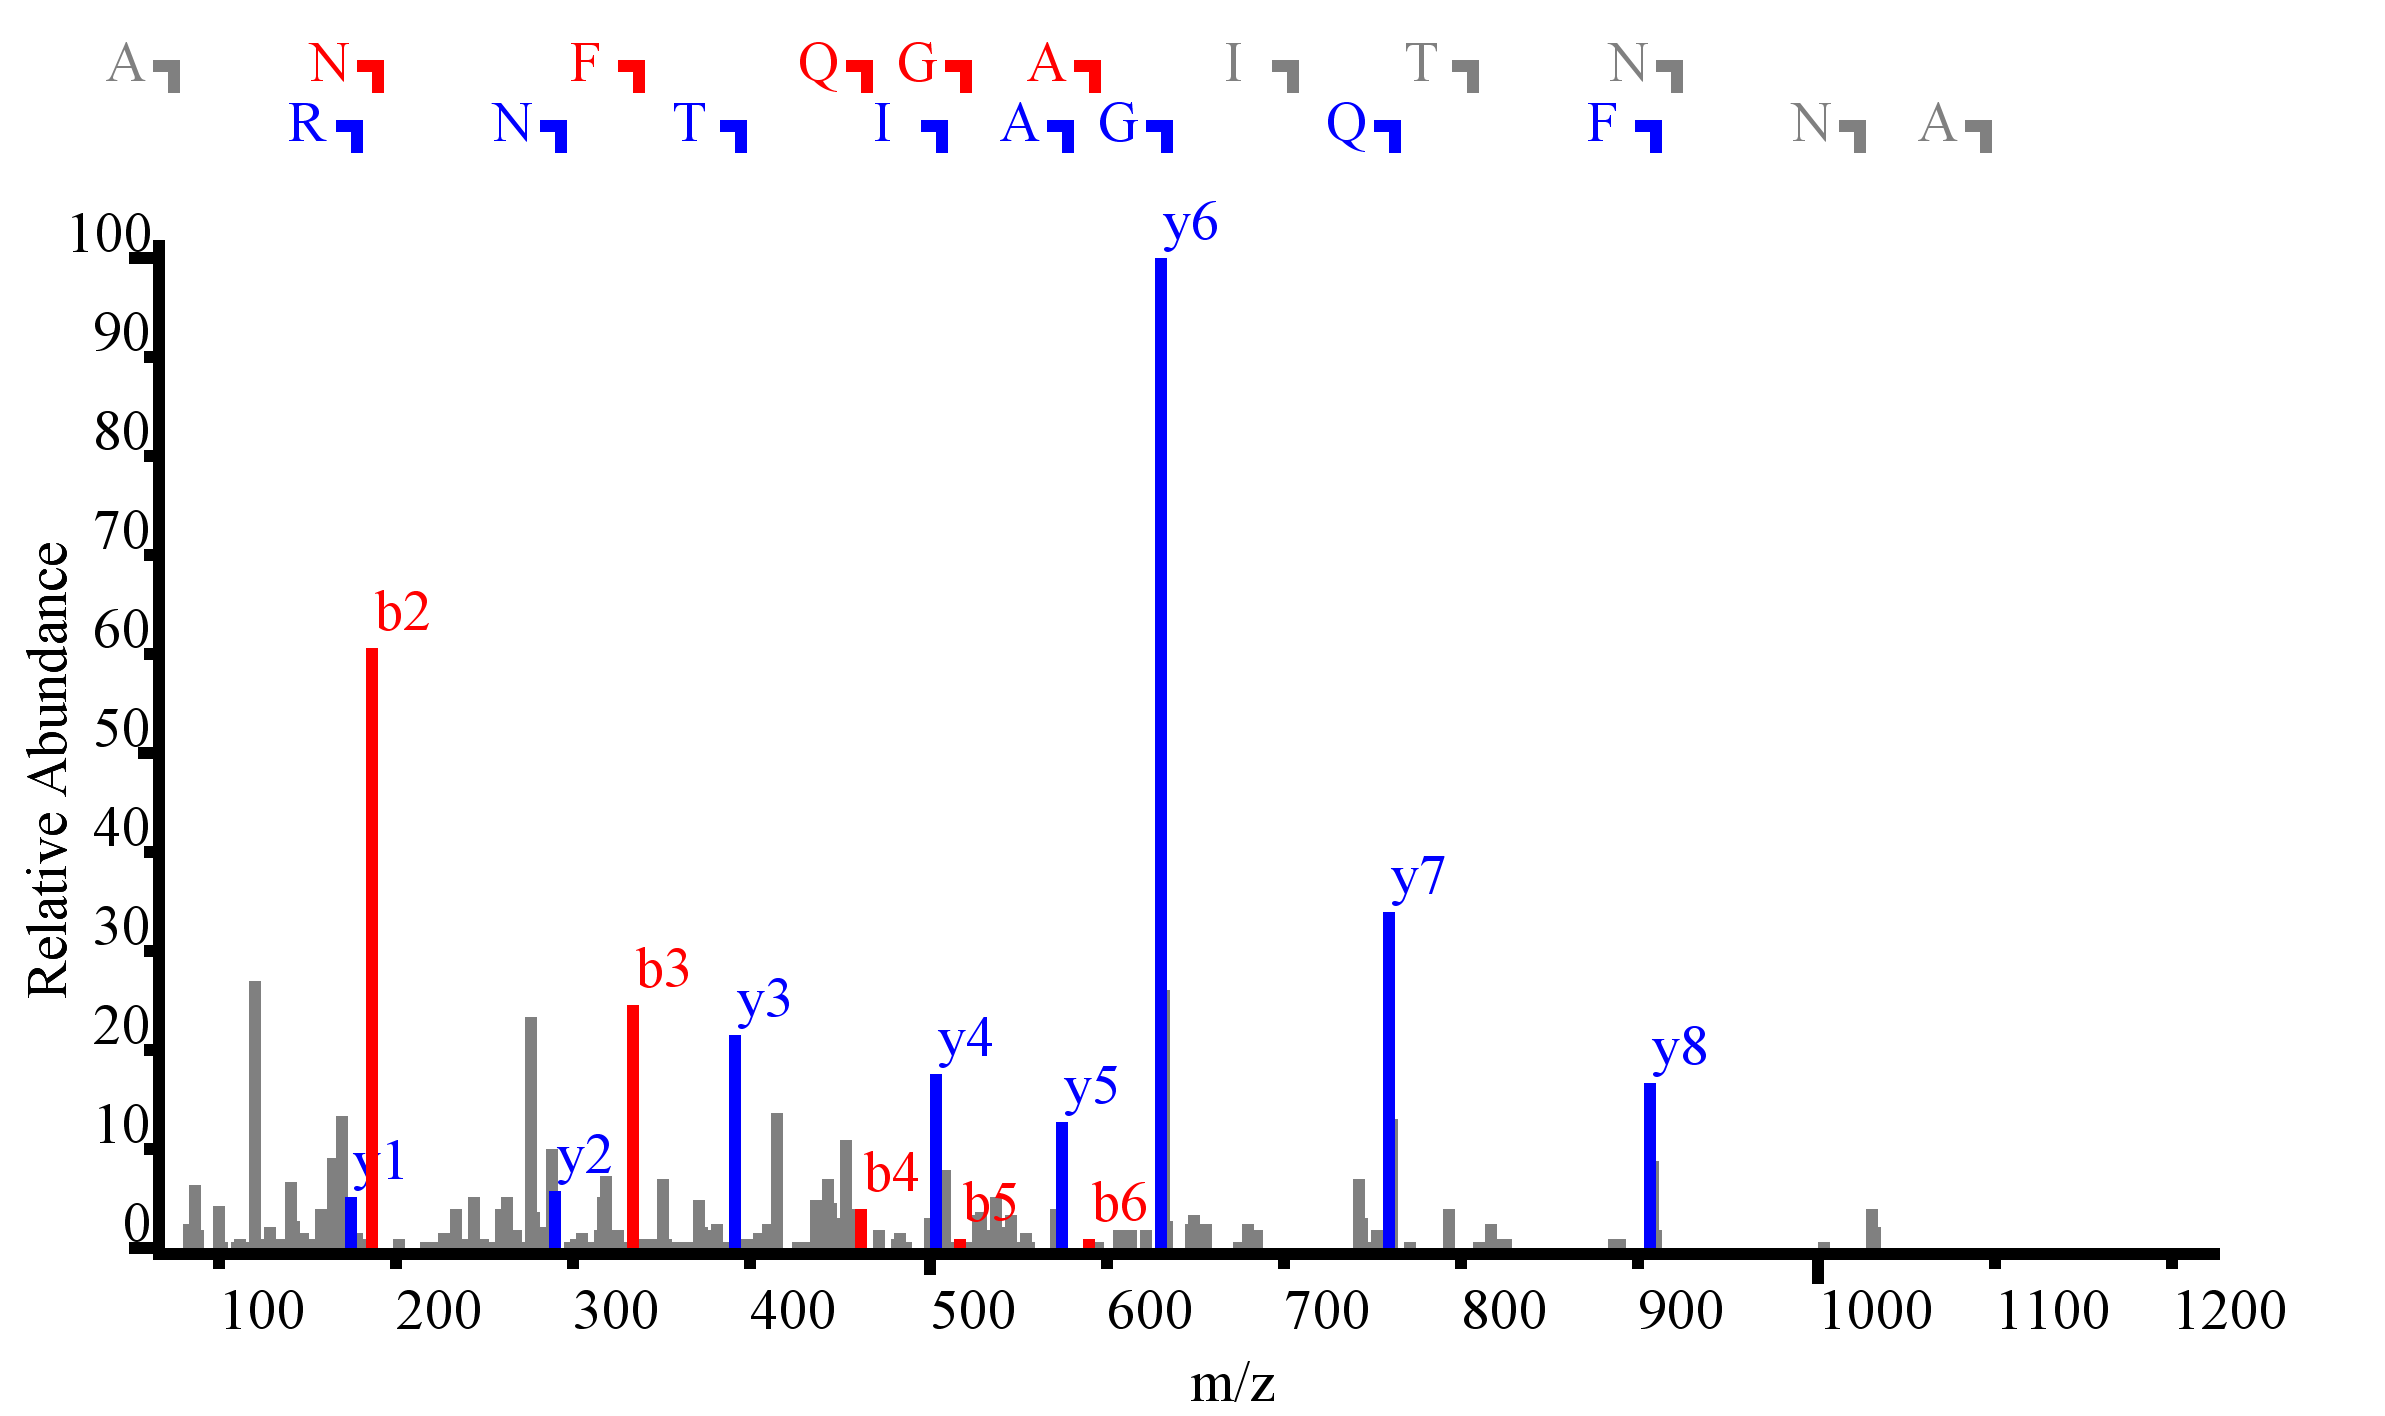 A N F Q G A I T N
R N T I A G Q F N A
y6
100
90
80
70
b2
60
50
40
y7
30
b3
y3
20
y4
y8
y5
10
y1
y2
b4
b5
b6
0
Relative Abundance
100 200 300 400 500 600 700 800 900 1000 1100 1200
m/z